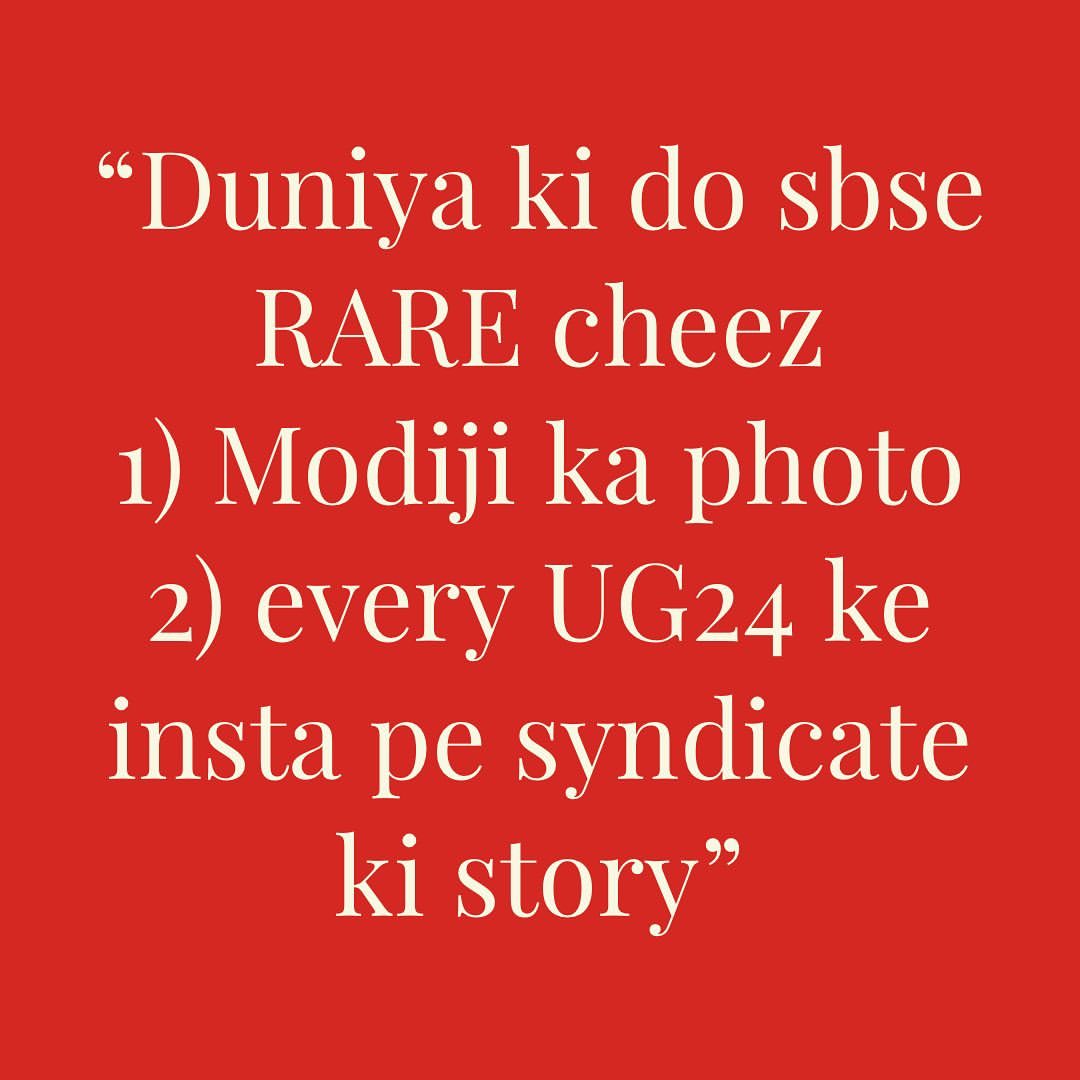 “Duniya ki do sbse
RARE cheez
1) Modiji ka photo
2) every UG24 ke
insta pe syndicate
ki story”